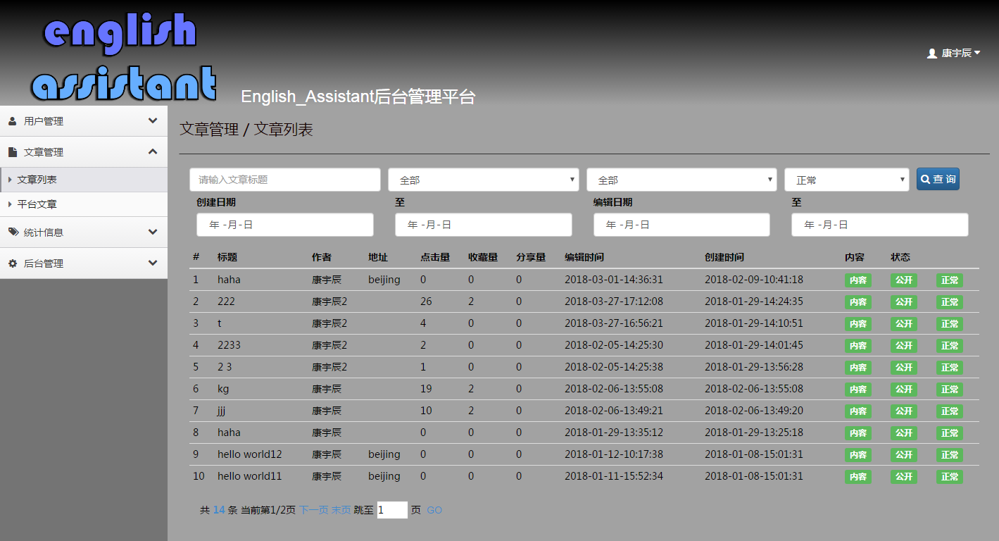 english
assistant
English_Assistant后台管理平台
康宇辰
用户管理
文章管理
文章列表
平台文章
统计信息
后台管理
文章管理 / 文章列表
请输入文章标题 全部 全部 正常 查 询
创建日期 至 编辑日期 至
年 -月-日 年 -月-日 年 -月-日 年 -月-日
# 标题 作者 地址 点击量 收藏量 分享量 编辑时间 创建时间 内容 状态
1 haha 康宇辰 beijing 0 0 0 2018-03-01-14:36:31 2018-02-09-10:41:18 内容 公开 正常
2 222 康宇辰2 26 2 0 2018-03-27-17:12:08 2018-01-29-14:24:35 内容 公开 正常
3 t 康宇辰2 4 0 0 2018-03-27-16:56:21 2018-01-29-14:10:51 内容 公开 正常
4 2233 康宇辰2 2 0 0 2018-02-05-14:25:30 2018-01-29-14:01:45 内容 公开 正常
5 2 3 康宇辰2 1 0 0 2018-02-05-14:25:38 2018-01-29-13:56:28 内容 公开 正常
6 kg 康宇辰 19 2 0 2018-02-06-13:55:08 2018-02-06-13:55:08 内容 公开 正常
7 jjj 康宇辰 10 2 0 2018-02-06-13:49:21 2018-02-06-13:49:20 内容 公开 正常
8 haha 康宇辰 0 0 0 2018-01-29-13:35:12 2018-01-29-13:25:18 内容 公开 正常
9 hello world12 康宇辰 beijing 0 0 0 2018-01-12-10:17:38 2018-01-08-15:01:31 内容 公开 正常
10 hello world11 康宇辰 beijing 0 0 0 2018-01-11-15:52:34 2018-01-08-15:01:31 内容 公开 正常
共 14 条 当前第1/2页 下一页 末页 跳至 1 页 GO